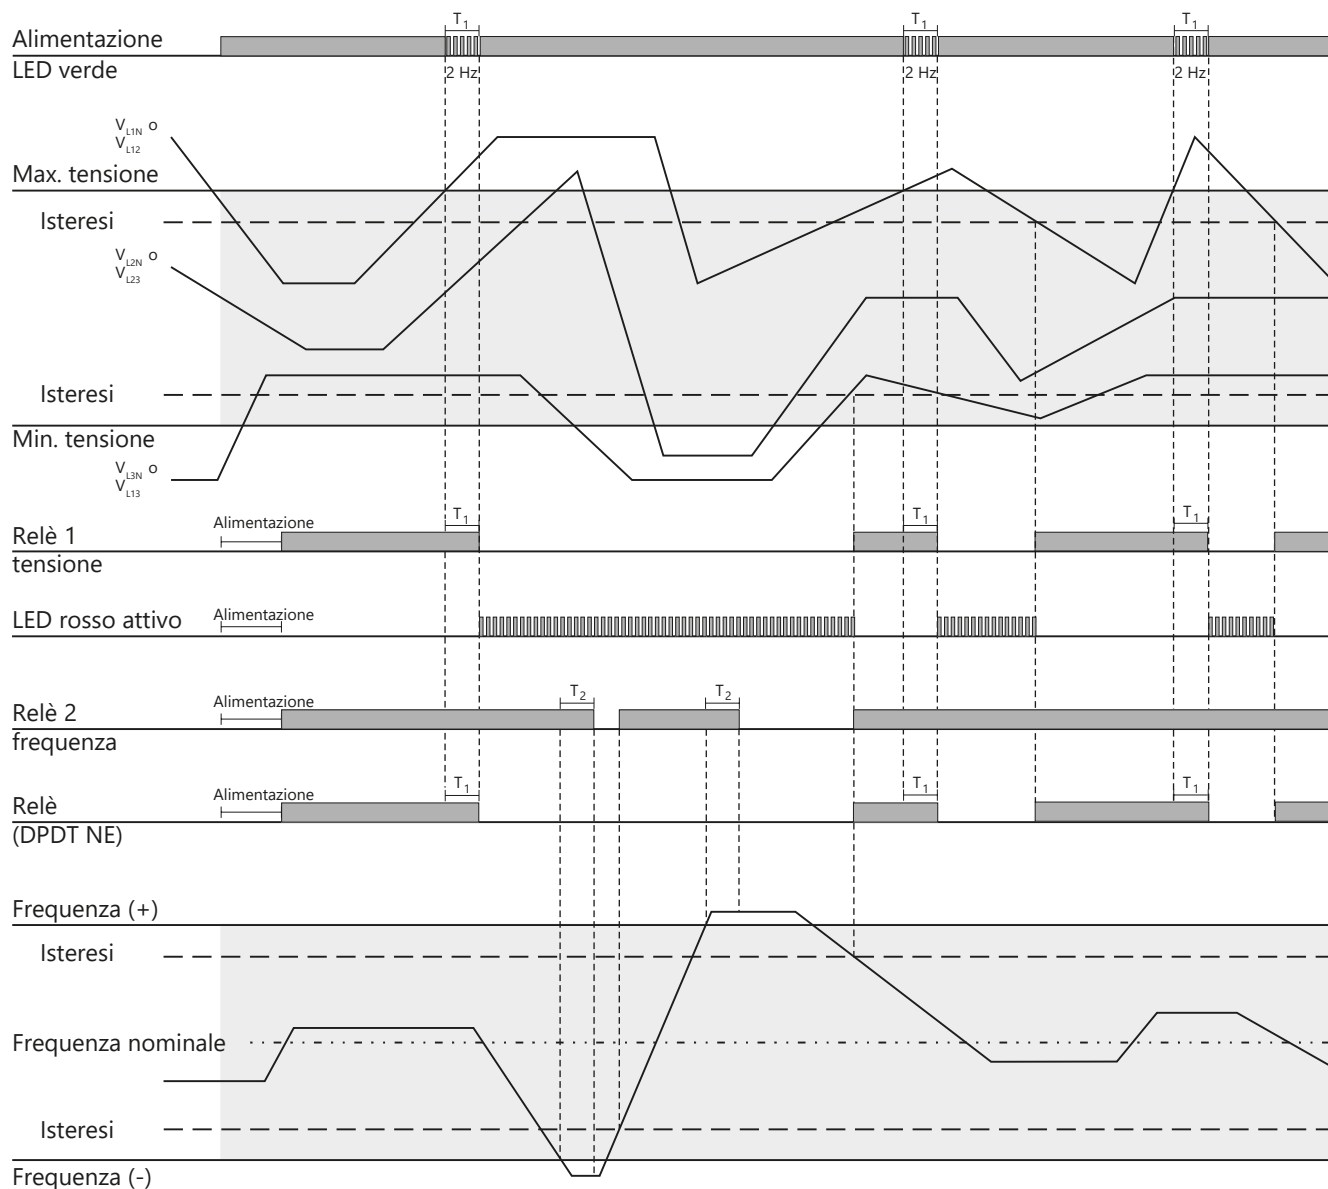 T1 T1 T1
Alimentazione
LED verde
2 Hz 2 Hz 2 Hz
VL1N o
VL12
Max. tensione
Isteresi
VL2N o
VL23
Isteresi
Min. tensione
VL3N o
VL13
Alimentazione T1 T1 T1
Relè 1
tensione
Alimentazione
LED rosso attivo
Alimentazione T2 T2
Relè 2
frequenza
Alimentazione T1 T1 T1
Relè
(DPDT NE)
Frequenza (+)
Isteresi
Frequenza nominale
Isteresi
Frequenza (-)